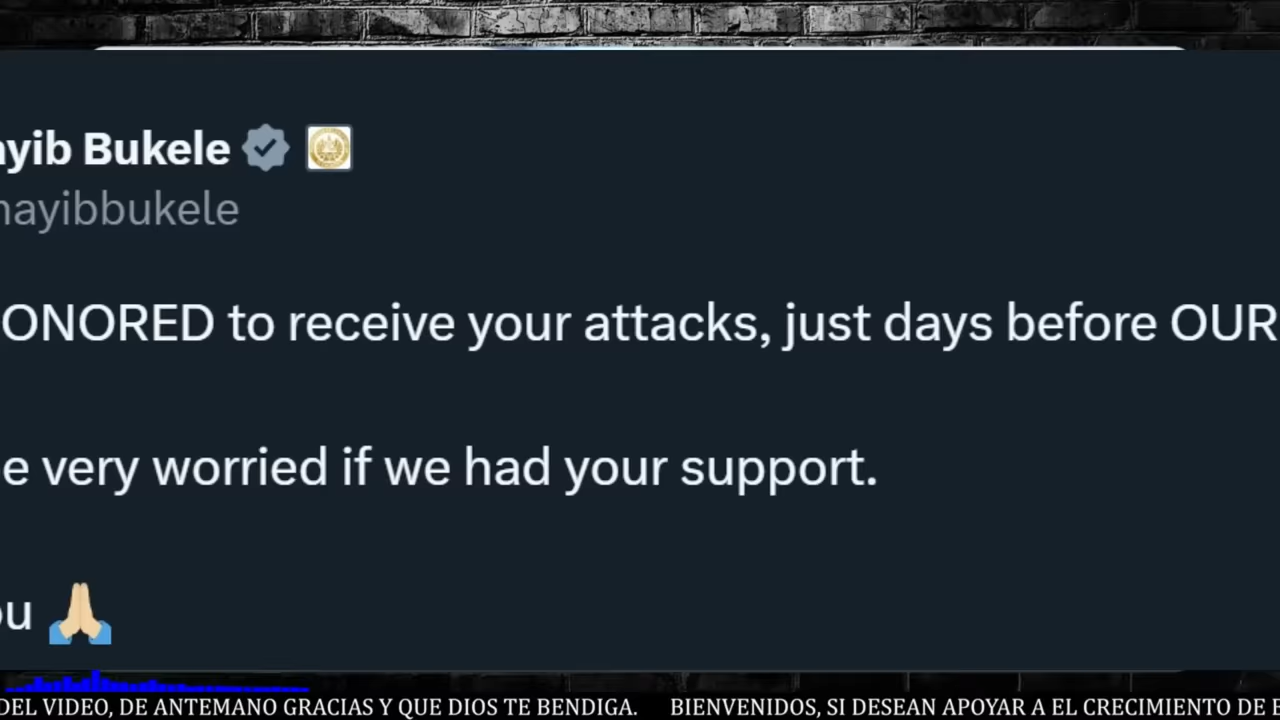 ayib Bukele
nayibbukele
ONORED to receive your attacks, just days before OUR
e very worried if we had your support.
ou
DEL VIDEO, DE ANTEMANO GRACIAS Y QUE DIOS TE BENDIGA. BIENVENIDOS, SI DESEAN APOYAR A EL CRECIMIENTO DE E